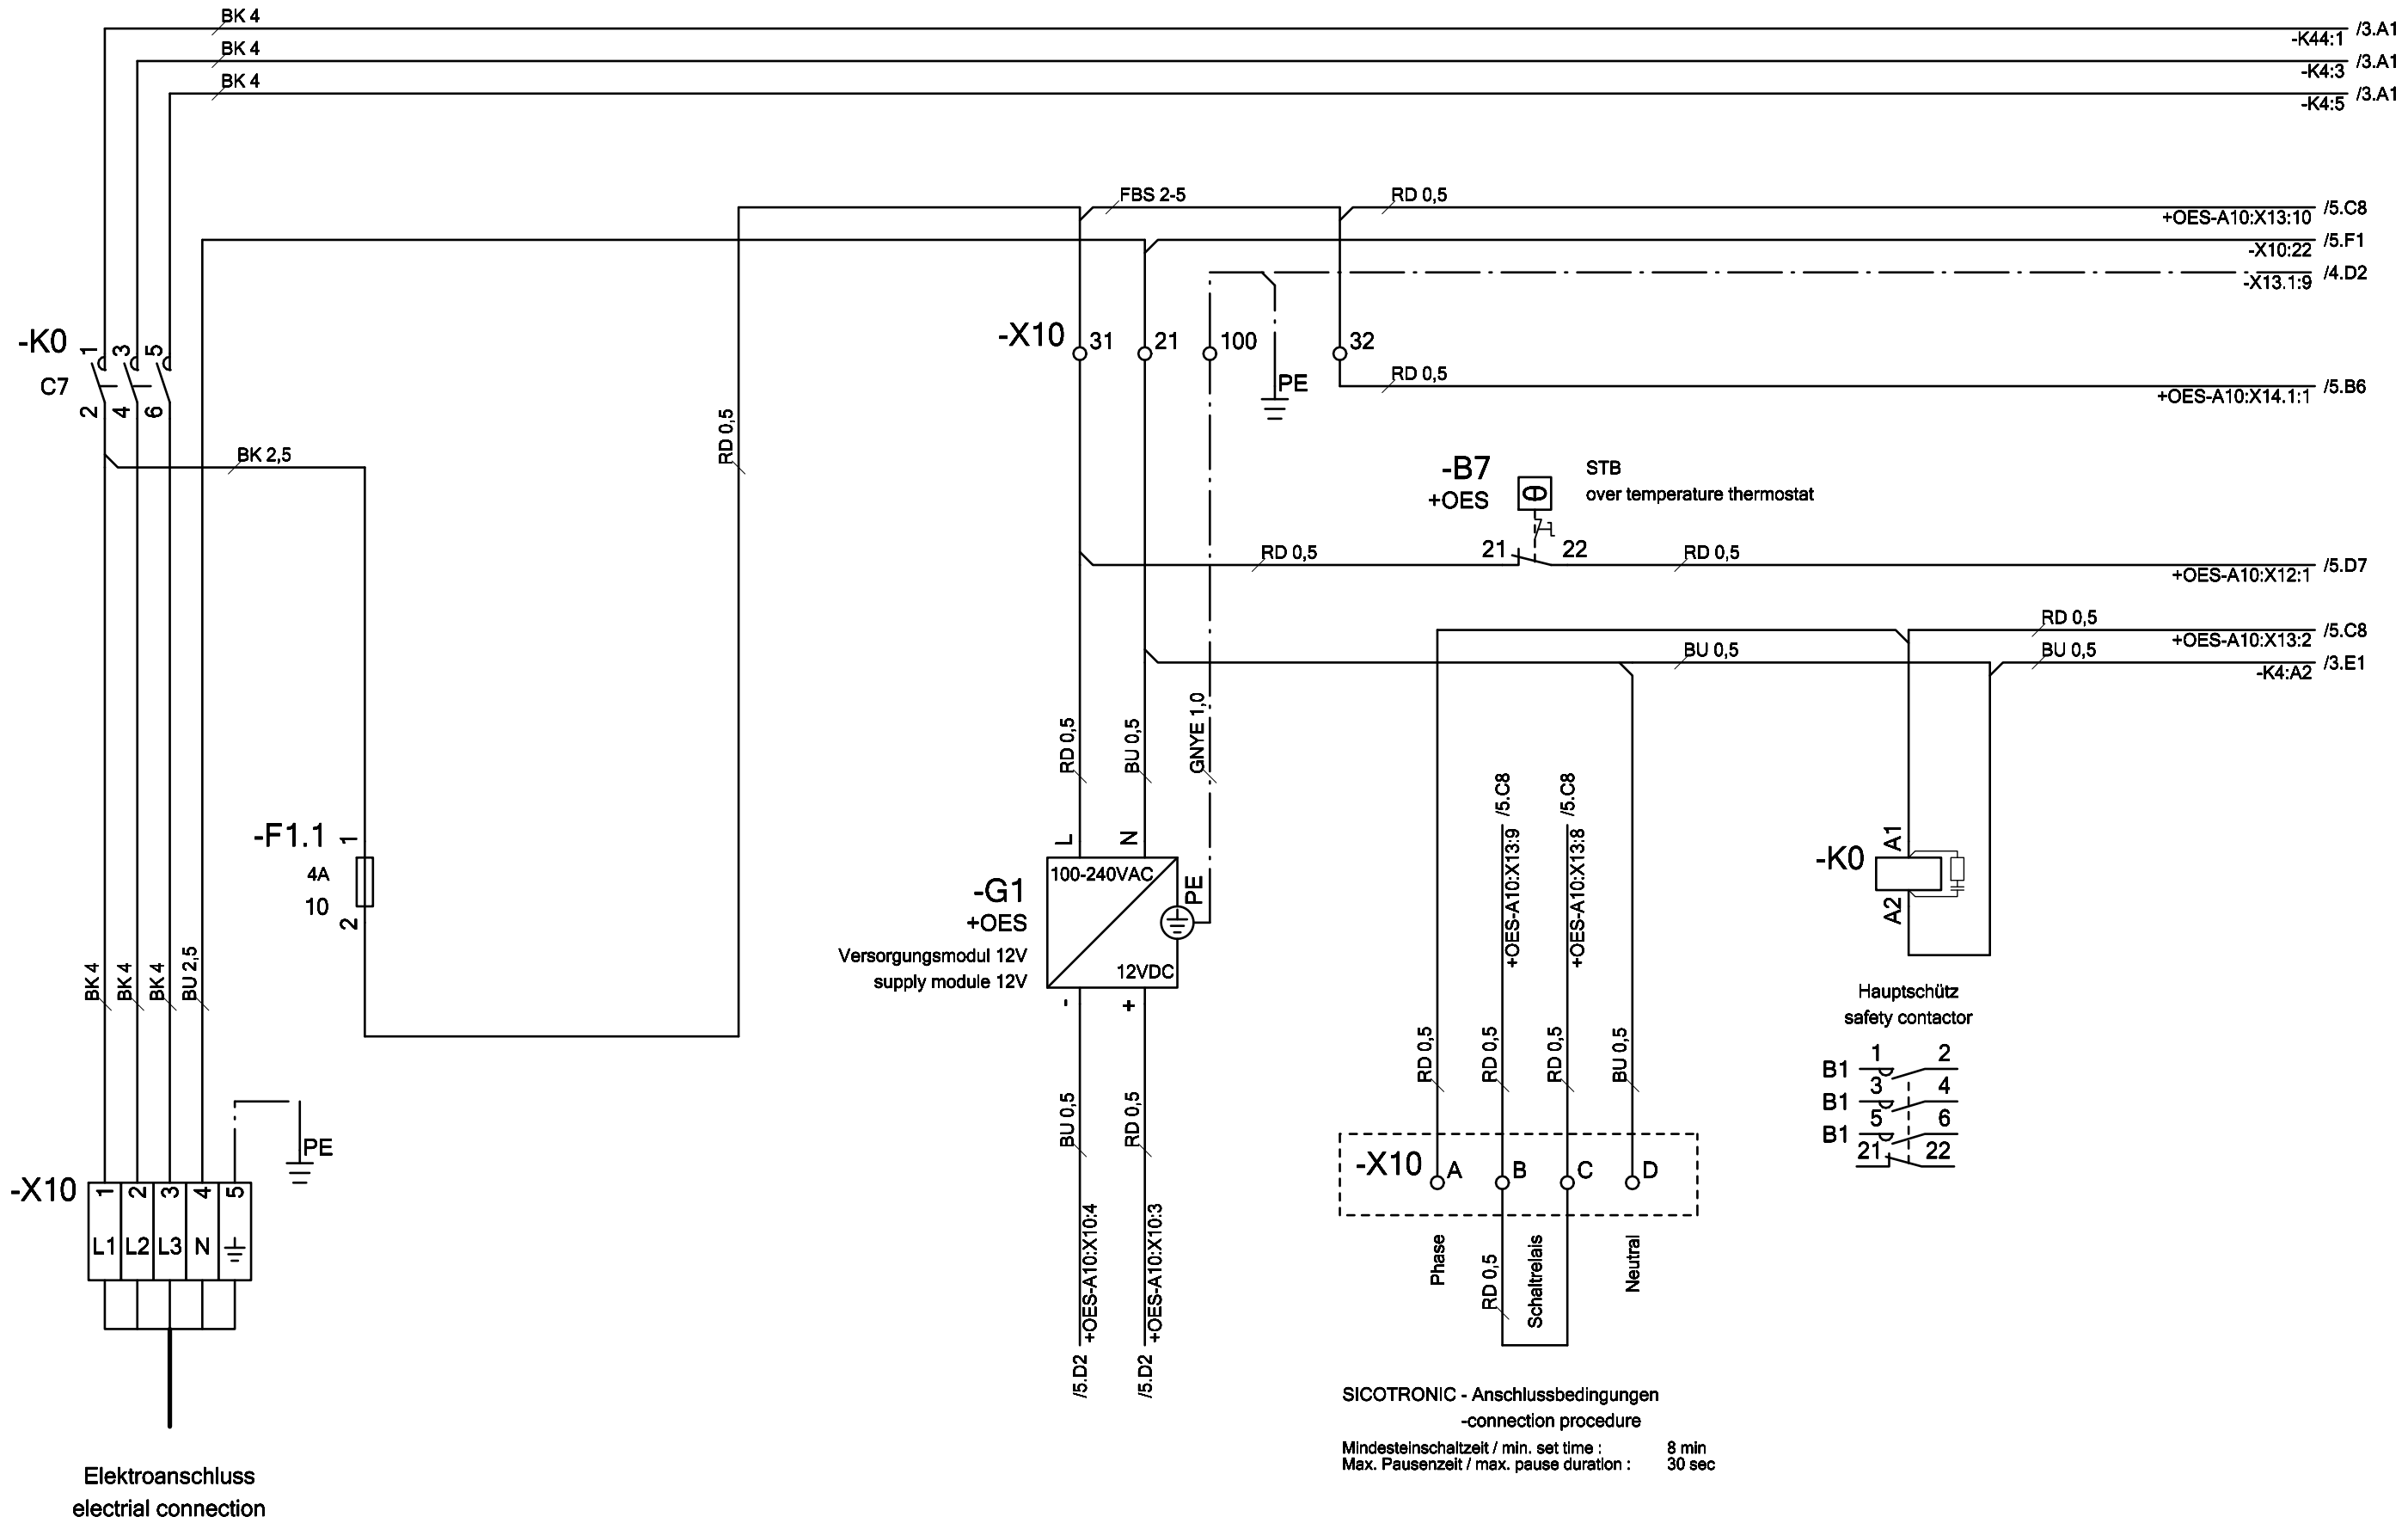 BK 4
/3.A1
-K44:1
BK 4
/3.A1
-K4:3
BK 4
/3.A1
-K4:5
FBS 2-5
RD 0,5
/5.C8
+OES-A10:X13:10
/5.F1
-X10:22
/4.D2
-X13.1:9
-K0
1
3
5
C7
2
4
6
-X10
31
21
100
32
PE
RD 0,5
/5.B6
+OES-A10:X14.1:1
BK 2,5
RD 0,5
-B7
+OES
STB
over temperature thermostat
RD 0,5
21
22
RD 0,5
/5.D7
+OES-A10:X12:1
RD 0,5
/5.C8
+OES-A10:X13:2
BU 0,5
BU 0,5
/3.E1
-K4:A2
RD 0,5
BU 0,5
GNYE 1,0
-F1.1
1
4A
10
2
L
N
100-240VAC
PE
-G1
+OES
Versorgungsmodul 12V
supply module 12V
12VDC
-
+
/5.C8
+OES-A10:X13:9
/5.C8
+OES-A10:X13:8
-K0
A1
A2
Hauptschütz
safety contactor
B1
1
2
B1
3
4
B1
5
6
21
22
BK 4
BK 4
BK 4
BU 2,5
PE
-X10
1
2
3
4
5
L1
L2
L3
N
Elektroanschluss
electrial connection
BU 0,5
RD 0,5
+OES-A10:X10:4
/5.D2
+OES-A10:X10:3
/5.D2
RD 0,5
RD 0,5
RD 0,5
BU 0,5
-X10
A
B
C
D
Phase
RD 0,5
Schaltrelais
Neutral
SICOTRONIC - Anschlussbedingungen
-connection procedure
Mindesteinschaltzeit / min. set time : 8 min
Max. Pausenzeit / max. pause duration : 30 sec